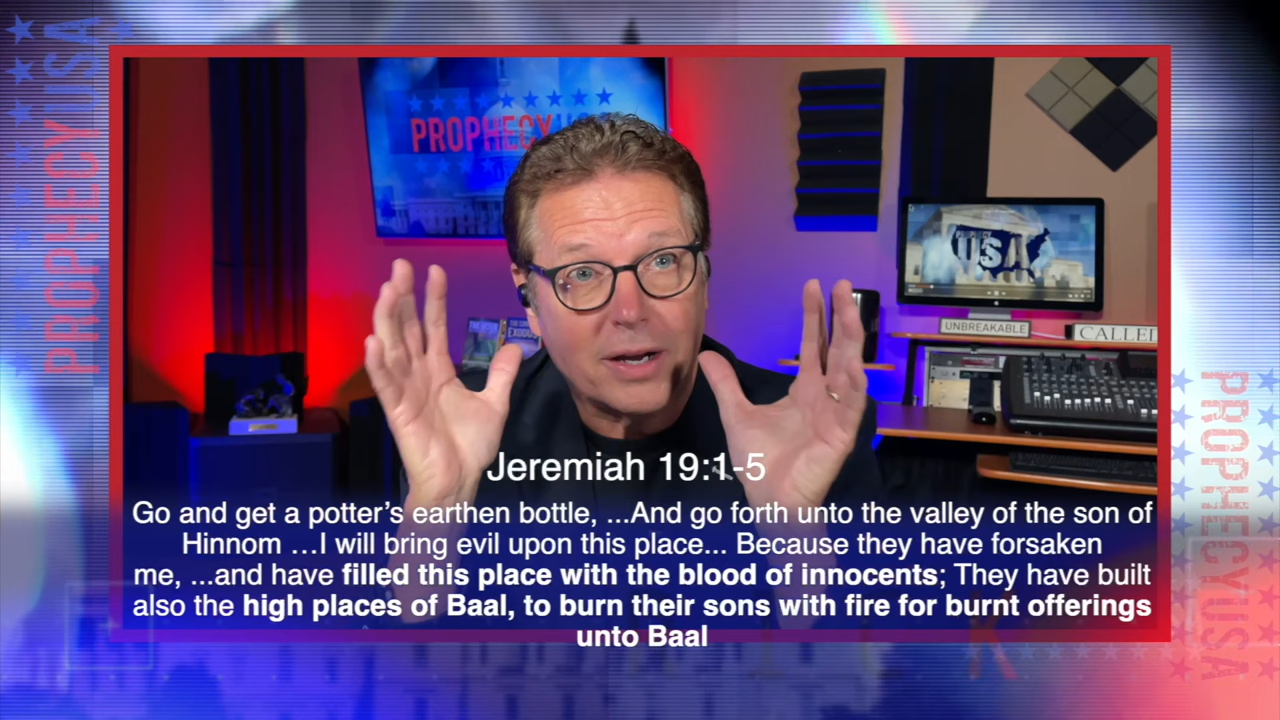 PROPHECYUSA
PROPHECY
PROPHECY
USA
UNBREAKABLE
CALLED
Jeremiah 19:1-5
Go and get a potter’s earthen bottle, ...And go forth unto the valley of the son of
Hinnom …I will bring evil upon this place... Because they have forsaken
me, ...and have filled this place with the blood of innocents; They have built
also the high places of Baal, to burn their sons with fire for burnt offerings
unto Baal
PROPHECYUSA